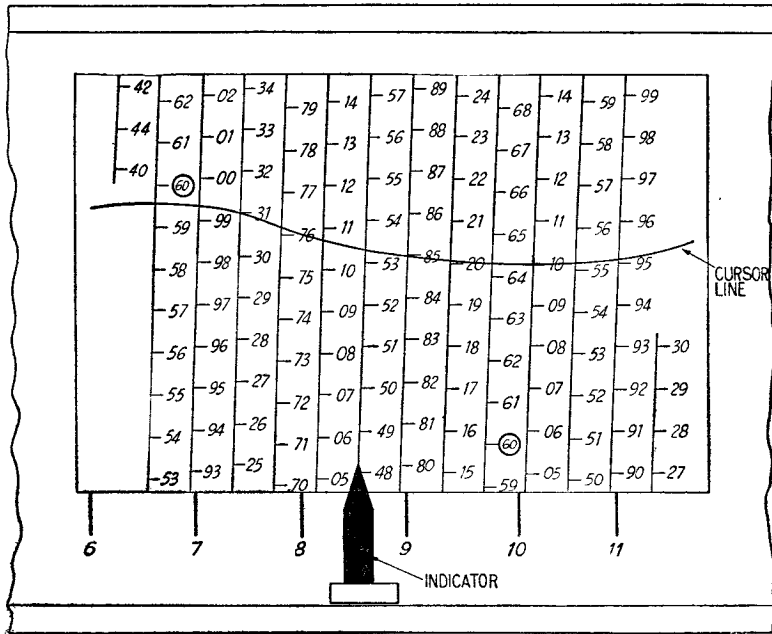 42 62 02 34 79 14 57 89 24 68 14 59 99
44 61 01 33 78 13 56 88 23 67 13 58 98
40 60 00 32 77 12 55 87 22 66 12 57 97
59 99 31 76 11 54 86 21 65 11 56 96
58 98 30 75 10 53 85 20 64 10 55 95
CURSOR
LINE
57 97 29 74 09 52 84 19 63 09 54 94
56 96 28 73 08 51 83 18 62 08 53 93 30
55 95 27 72 07 50 82 17 61 07 52 92 29
54 94 26 71 06 49 81 16 60 06 51 91 28
53 93 25 70 05 48 80 15 59 05 50 90 27
6 7 8 9 10 11
INDICATOR